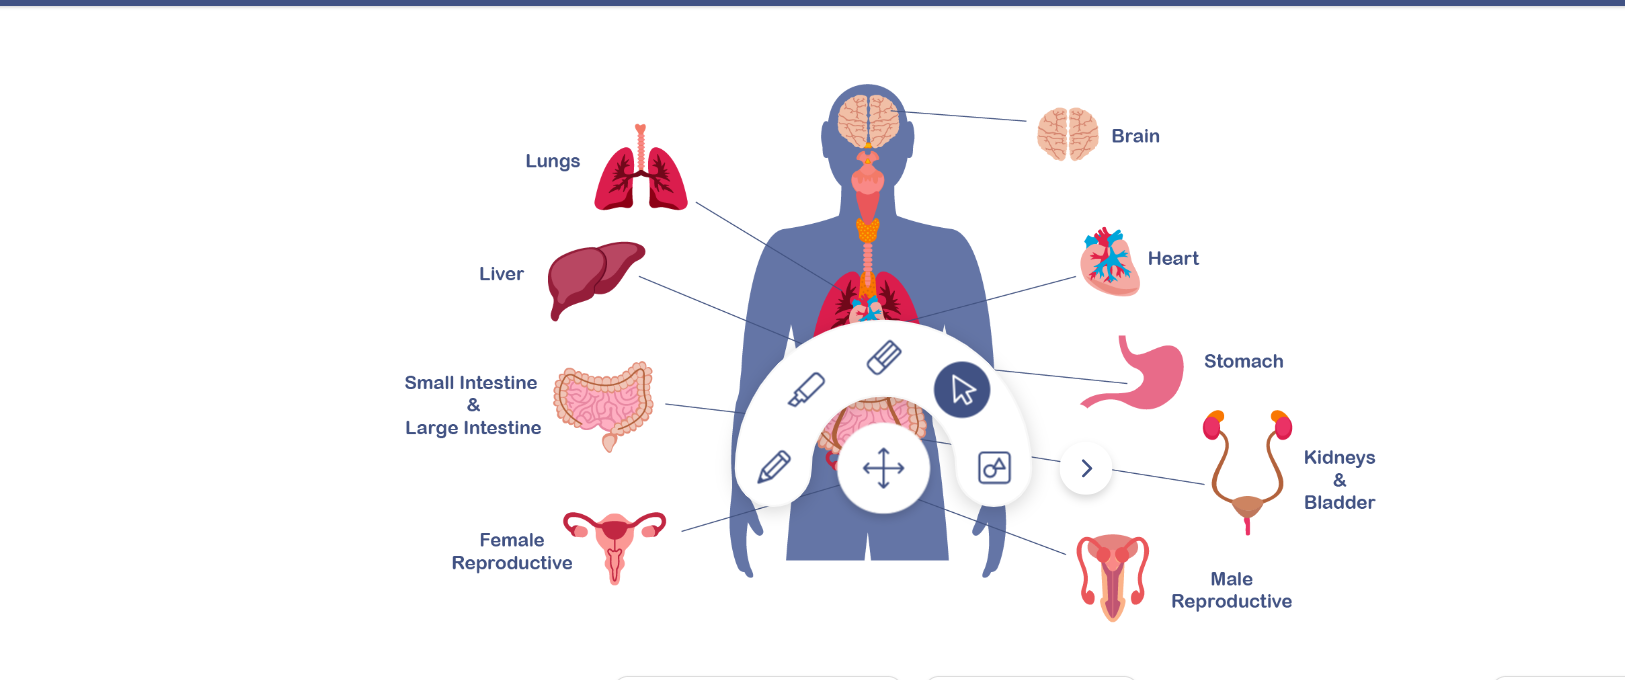 Brain
Lungs
Heart
Liver
Stomach
Small Intestine
&
Large Intestine
Kidneys
&
Bladder
Female
Reproductive
Male
Reproductive